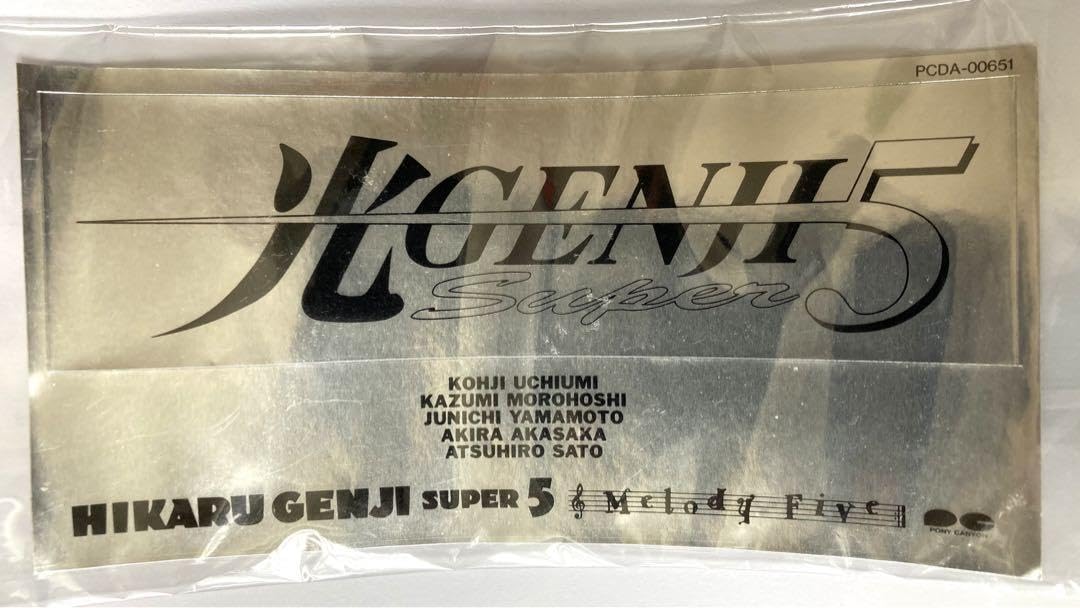 PCDA-00651
光GENJI
Super 5
KOHJI UCHIUMI
KAZUMI MOROHOSHI
JUNICHI YAMAMOTO
AKIRA AKASAKA
ATSUHIRO SATO
HIKARU GENJI SUPER 5 Melody Five
PONY CANYON